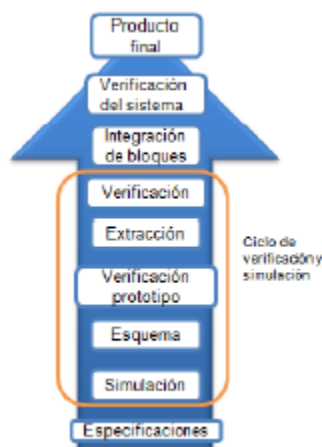 Producto
final
Verificación
del sistema
Integración
de bloques
Verificación
Extracción
Ciclo de
verificación y
simulación
Verificación
prototipo
Esquema
Simulación
Especificaciones